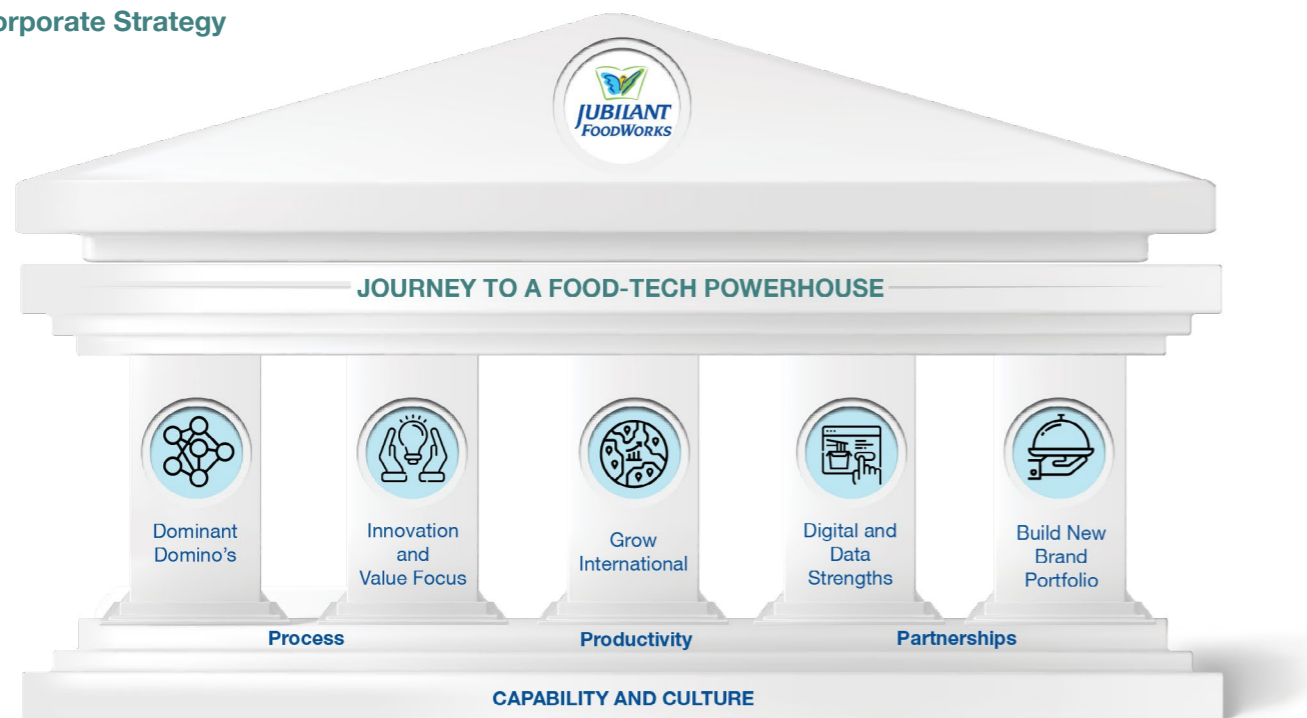 orporate Strategy
JUBILANT
FOODWORKS
JOURNEY TO A FOOD-TECH POWERHOUSE
Dominant
Domino’s
Innovation
and
Value Focus
Grow
International
Digital and
Data
Strengths
Build New
Brand
Portfolio
Process
Productivity
Partnerships
CAPABILITY AND CULTURE